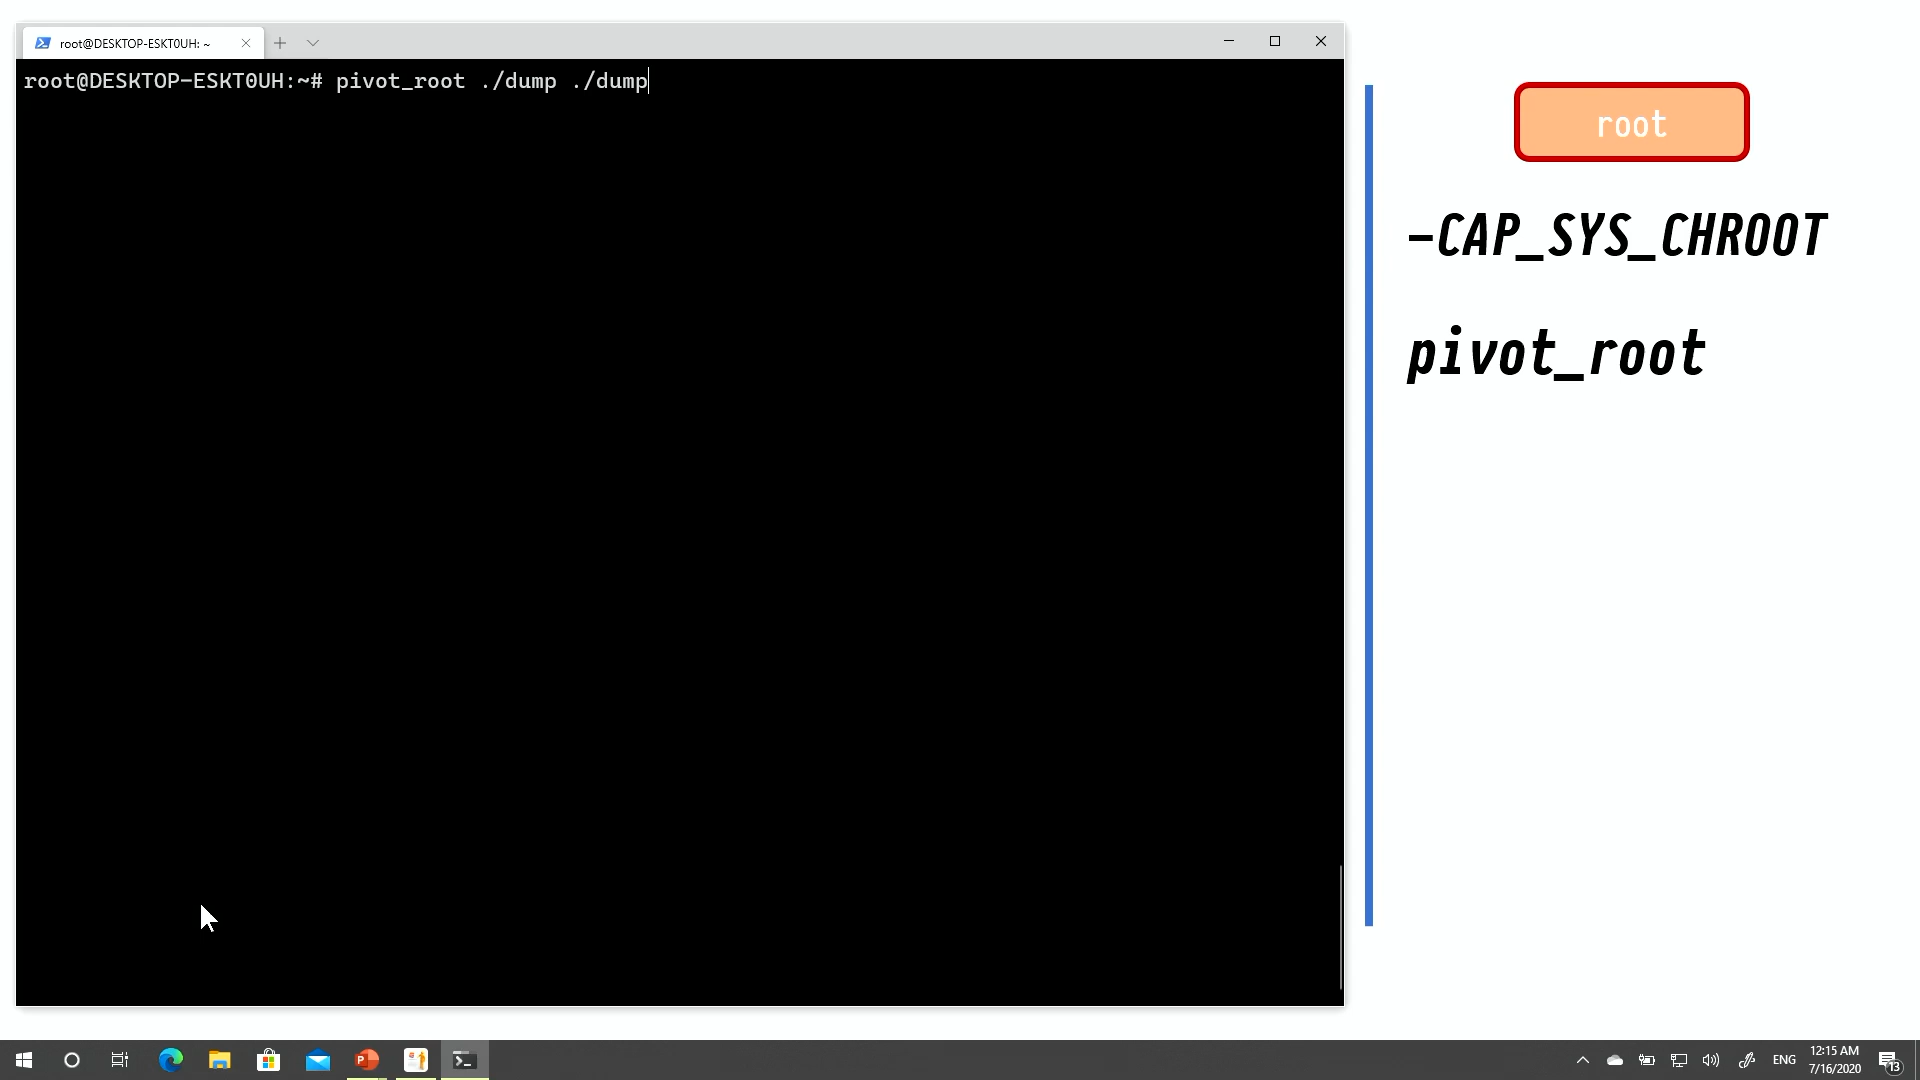 root@DESKTOP-ESKT0UH: ~
root@DESKTOP-ESKT0UH:~# pivot_root ./dump ./dump
root
-CAP_SYS_CHROOT
pivot_root
ENG
12:15 AM
7/16/2020
13